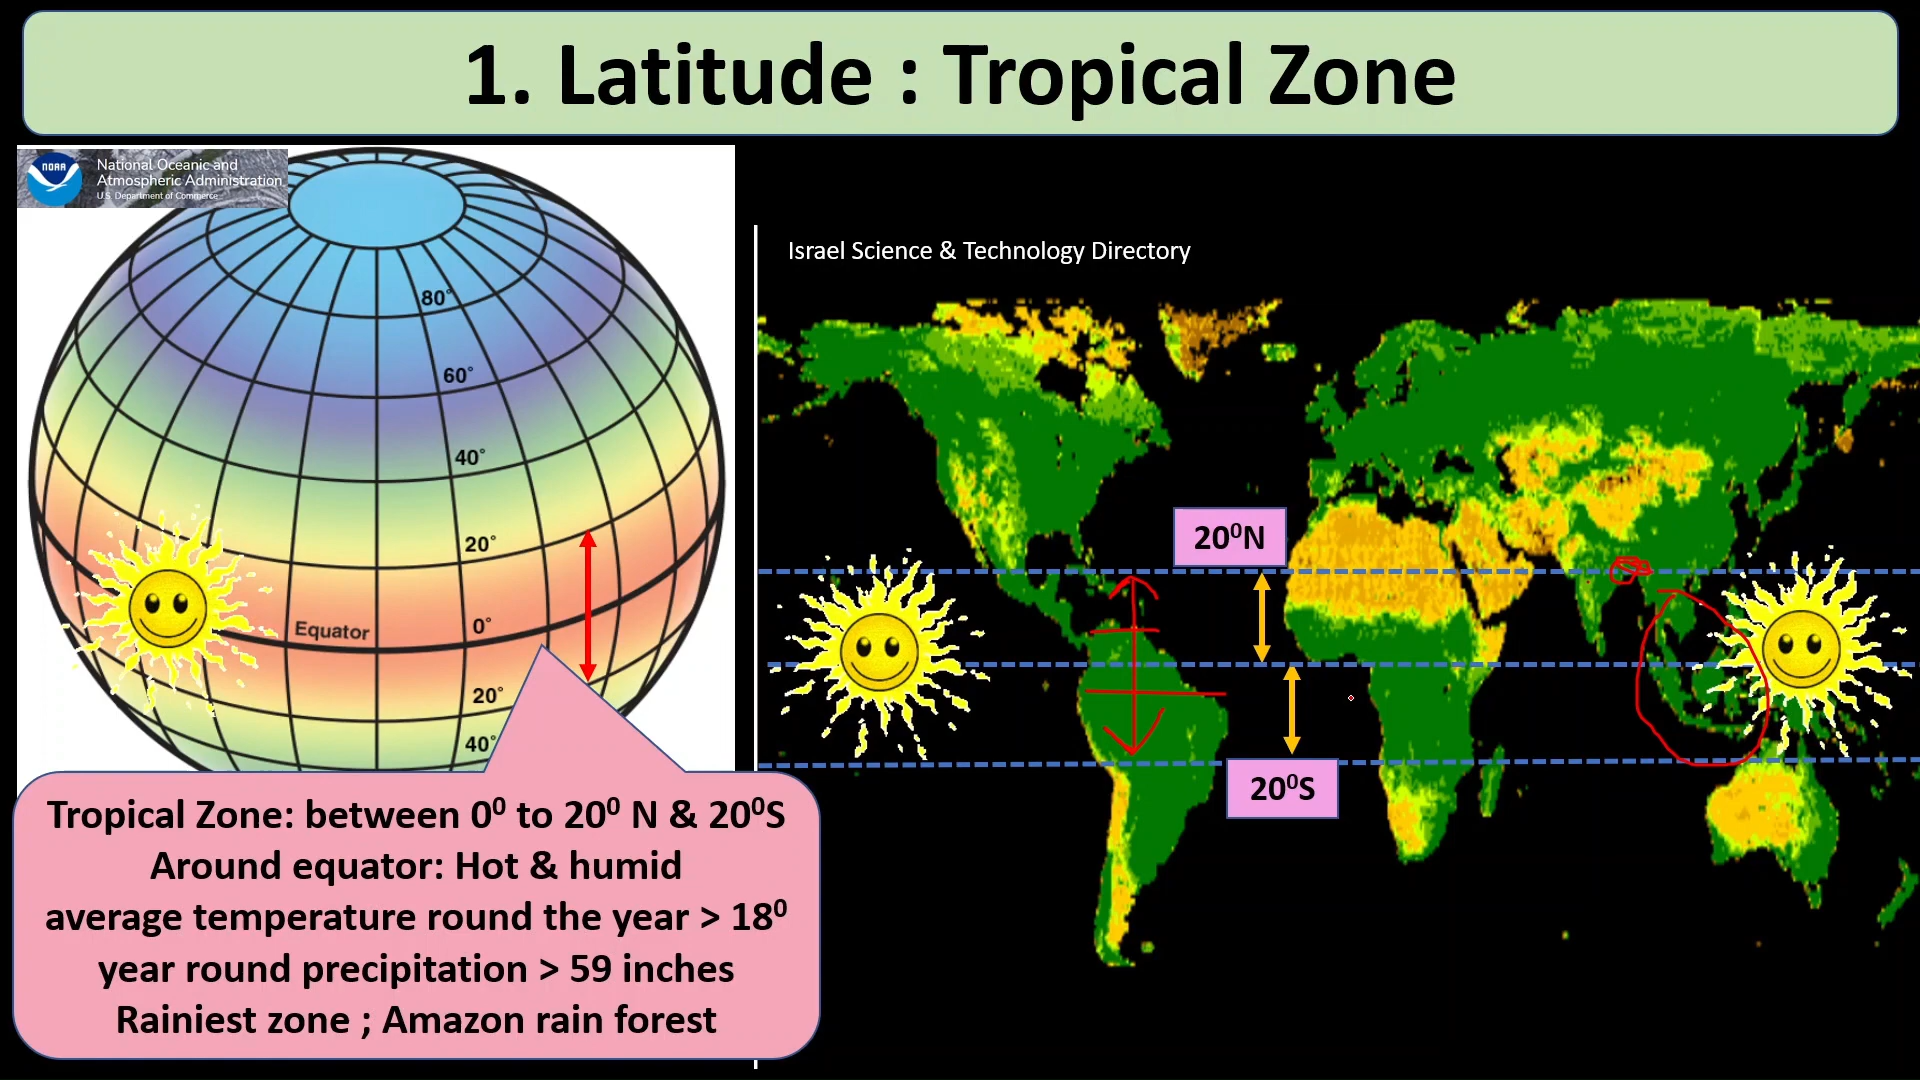 1. Latitude : Tropical Zone
NOAA
National Oceanic and
Atmospheric Administration
U.S. Department of Commerce
80°
60°
40°
20°
Equator
0°
20°
40°
Tropical Zone: between 0⁰ to 20⁰ N & 20⁰S
Around equator: Hot & humid
average temperature round the year > 18⁰
year round precipitation > 59 inches
Rainiest zone ; Amazon rain forest
Israel Science & Technology Directory
20⁰N
20⁰S